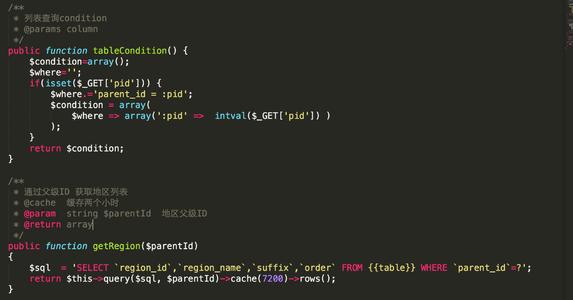 /**
 * 列表查询condition
 * @params column
 */
public function tableCondition() {
    $condition=array();
    $where='';
    if(isset($_GET['pid'])) {
        $where.='parent_id = :pid';
        $condition = array(
            $where => array(':pid' =>  intval($_GET['pid']) )
        );
    }
    return $condition;
}
/**
 * 通过父级ID 获取地区列表
 * @cache  缓存两个小时
 * @param  string $parentId  地区父级ID
 * @return array
 */
public function getRegion($parentId)
{
    $sql  = 'SELECT `region_id`,`region_name`,`suffix`,`order` FROM {{table}} WHERE `parent_id`=?';
    return $this->query($sql, $parentId)->cache(7200)->rows();
}